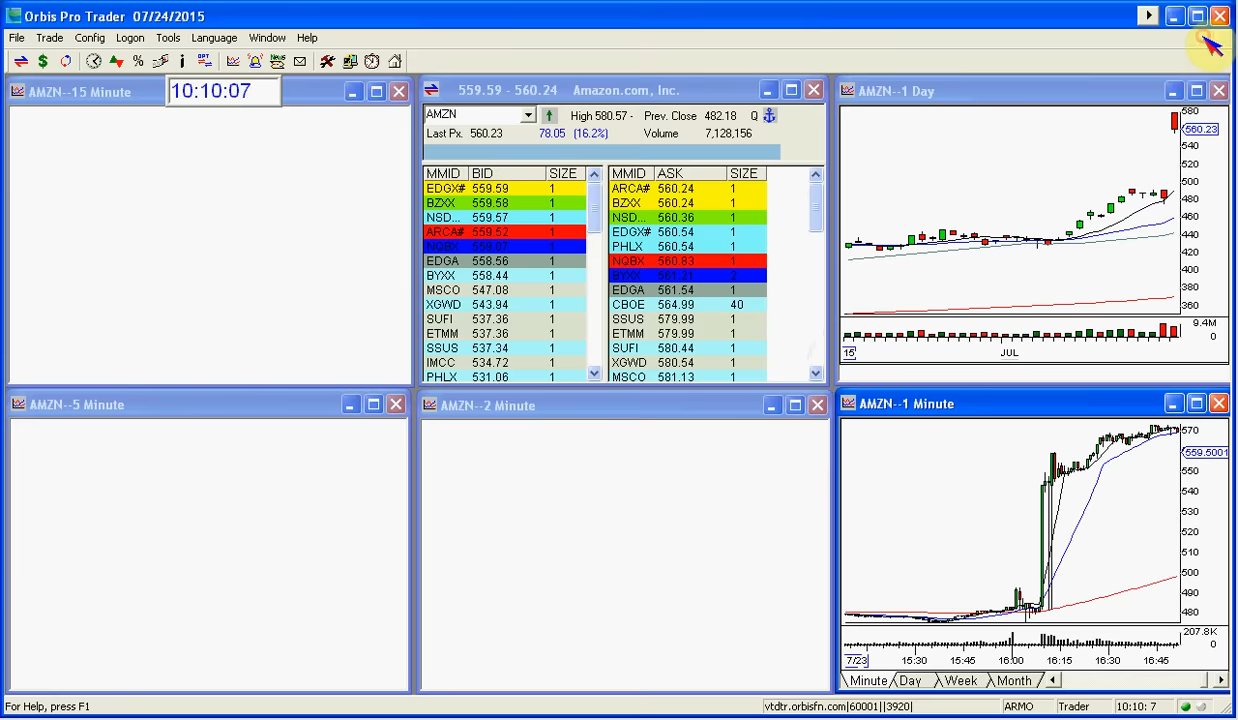 Orbis Pro Trader 07/24/2015
File Trade Config Logon Tools Language Window Help
AMZN--15 Minute
10:10:07
559.59 - 560.24 Amazon.com, Inc.
AMZN High 580.57 - Prev. Close 482.18 Q
Last Px. 560.23 78.05 (16.2%) Volume 7,128,156
MMID BID SIZE MMID ASK SIZE
EDGX# 559.59 1 ARCA# 560.24 1
BZXX 559.58 1 BZXX 560.24 1
NSD... 559.57 1 NSD... 560.36 1
ARCA# 559.52 1 EDGX# 560.54 1
NQBX 559.07 1 PHLX 560.54 1
EDGA 558.56 1 NQBX 560.83 1
BYXX 558.44 1 BYXX 561.21 2
MSCO 547.08 1 EDGA 561.54 1
XGWD 543.94 1 CBOE 564.99 40
SUFI 537.36 1 SSUS 579.99 1
ETMM 537.36 1 ETMM 579.99 1
SSUS 537.34 1 SUFI 580.44 1
IMCC 534.72 1 XGWD 580.54 1
PHLX 531.06 1 MSCO 581.13 1
AMZN--1 Day
580
560.23
540
520
500
480
460
440
420
400
380
360
9.4M
0
15 JUL
AMZN--5 Minute
AMZN--2 Minute
AMZN--1 Minute
570
559.5001
550
540
530
520
510
500
490
480
207.8K
0
7/23 15:30 15:45 16:00 16:15 16:30 16:45
Minute Day Week Month
For Help, press F1 vtdtr.orbisfn.com|60001||3920| ARMO Trader 10:10: 7